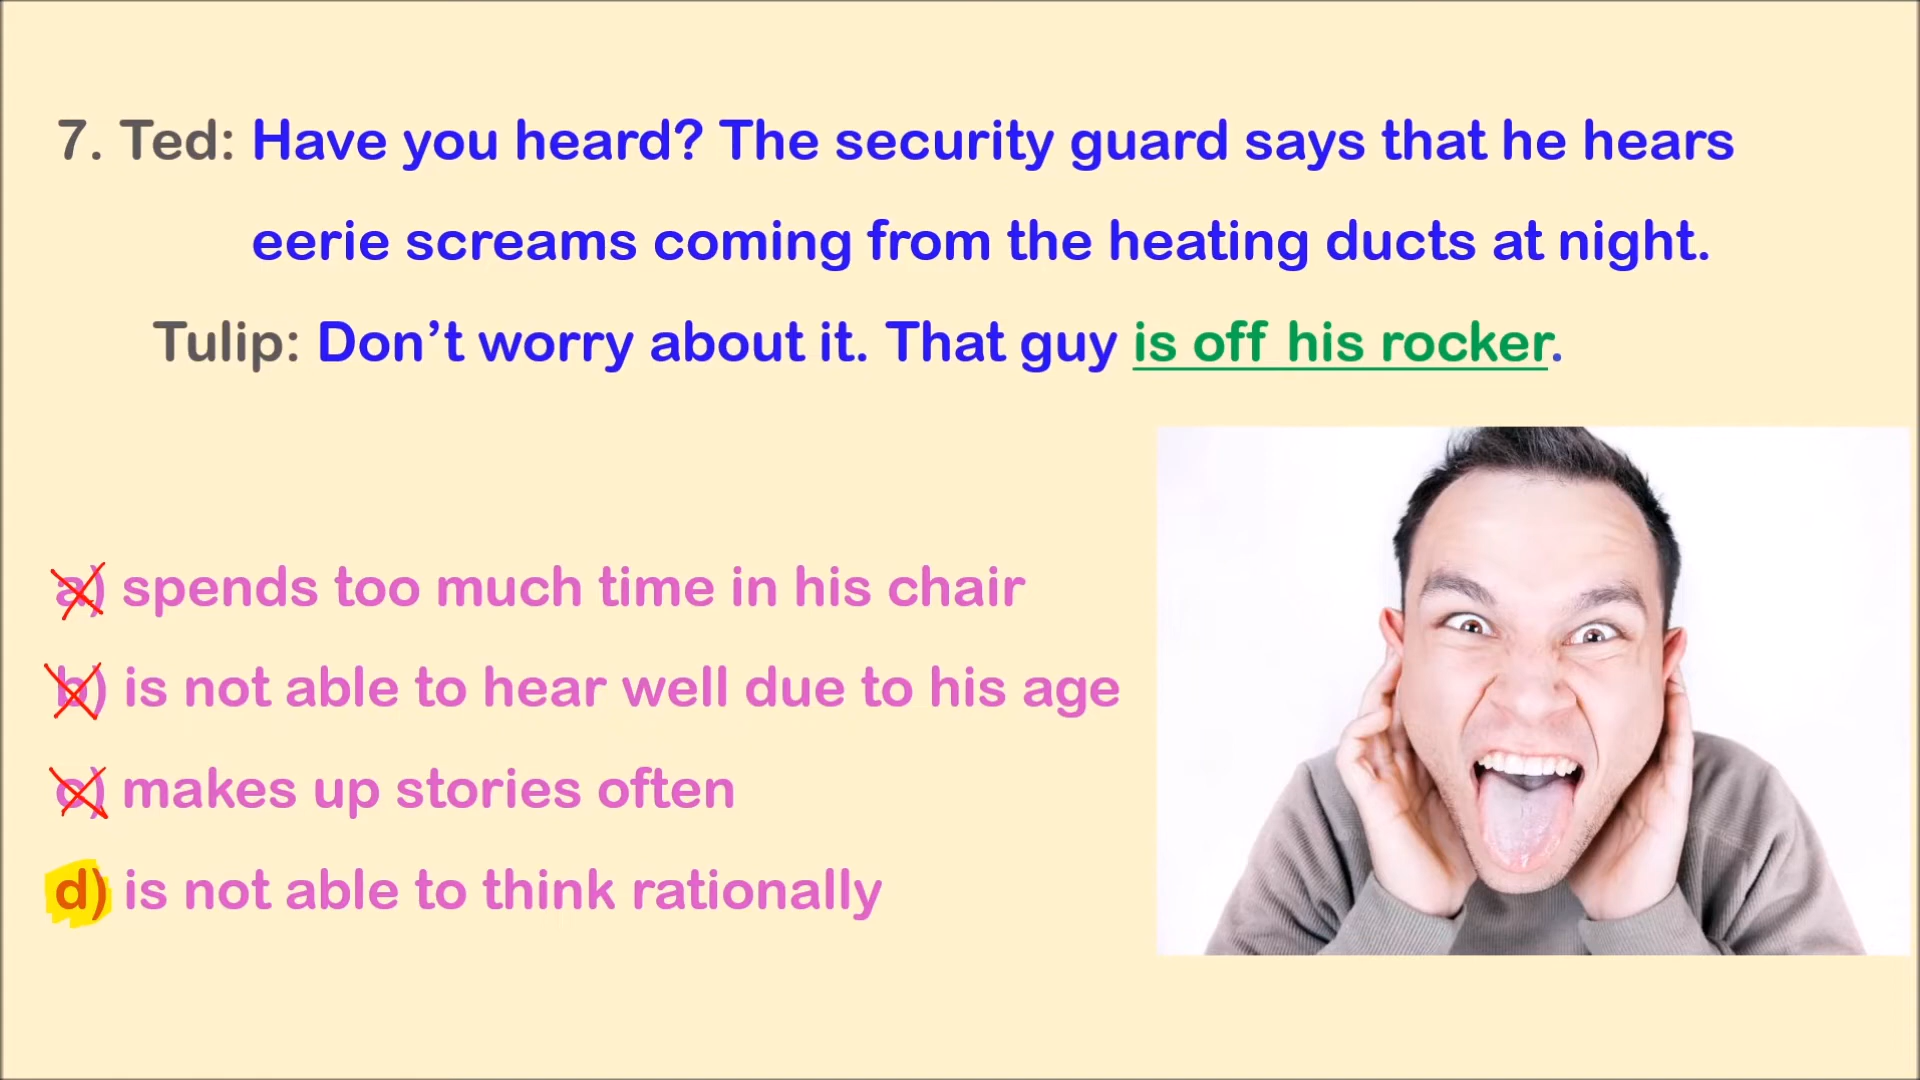 7. Ted: Have you heard? The security guard says that he hears
eerie screams coming from the heating ducts at night.
Tulip: Don’t worry about it. That guy is off his rocker.
a) spends too much time in his chair
b) is not able to hear well due to his age
c) makes up stories often
d) is not able to think rationally